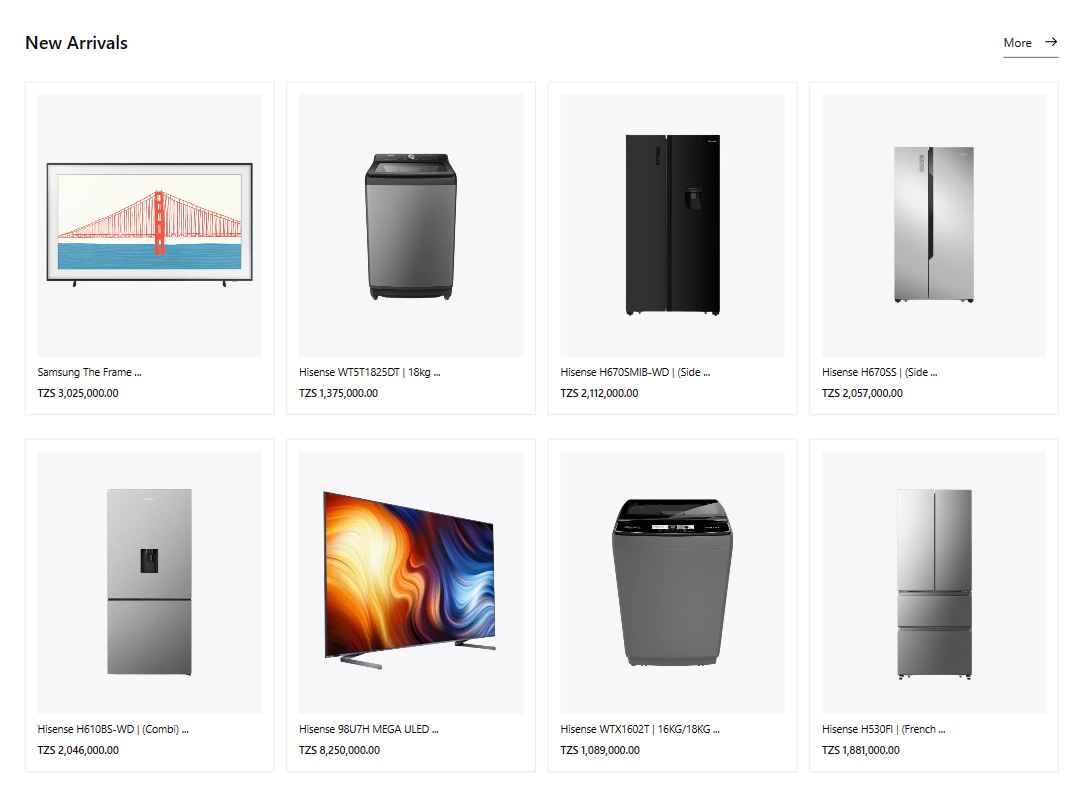 New Arrivals
More
Samsung The Frame ...
TZS 3,025,000.00
Hisense WT5T1825DT | 18kg ...
TZS 1,375,000.00
Hisense H670SMIB-WD | (Side ...
TZS 2,112,000.00
Hisense H670SS | (Side ...
TZS 2,057,000.00
Hisense H610BS-WD | (Combi) ...
TZS 2,046,000.00
Hisense 98U7H MEGA ULED ...
TZS 8,250,000.00
Hisense WTX1602T | 16KG/18KG ...
TZS 1,089,000.00
Hisense H530FI | (French ...
TZS 1,881,000.00